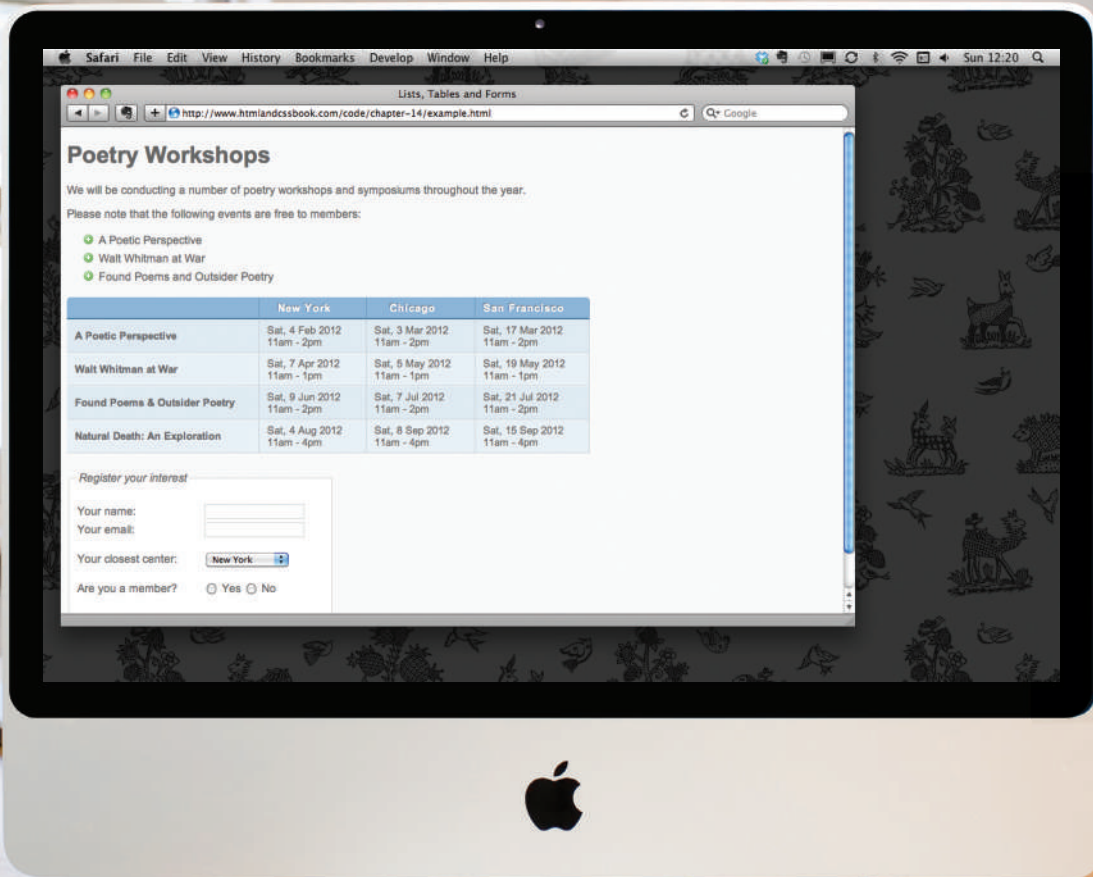 Safari File Edit View History Bookmarks Develop Window Help Sun 12:20
Lists, Tables and Forms
http://www.htmlandcssbook.com/code/chapter-14/example.html Google
Poetry Workshops
We will be conducting a number of poetry workshops and symposiums throughout the year.
Please note that the following events are free to members:
A Poetic Perspective
Walt Whitman at War
Found Poems and Outsider Poetry
New York Chicago San Francisco
A Poetic Perspective
Sat, 4 Feb 2012 Sat, 3 Mar 2012 Sat, 17 Mar 2012
11am - 2pm 11am - 2pm 11am - 2pm
Walt Whitman at War
Sat, 7 Apr 2012 Sat, 5 May 2012 Sat, 19 May 2012
11am - 1pm 11am - 1pm 11am - 1pm
Found Poems & Outsider Poetry
Sat, 9 Jun 2012 Sat, 7 Jul 2012 Sat, 21 Jul 2012
11am - 2pm 11am - 2pm 11am - 2pm
Natural Death: An Exploration
Sat, 4 Aug 2012 Sat, 8 Sep 2012 Sat, 15 Sep 2012
11am - 4pm 11am - 4pm 11am - 4pm
Register your interest
Your name:
Your email:
Your closest center: New York
Are you a member? Yes No